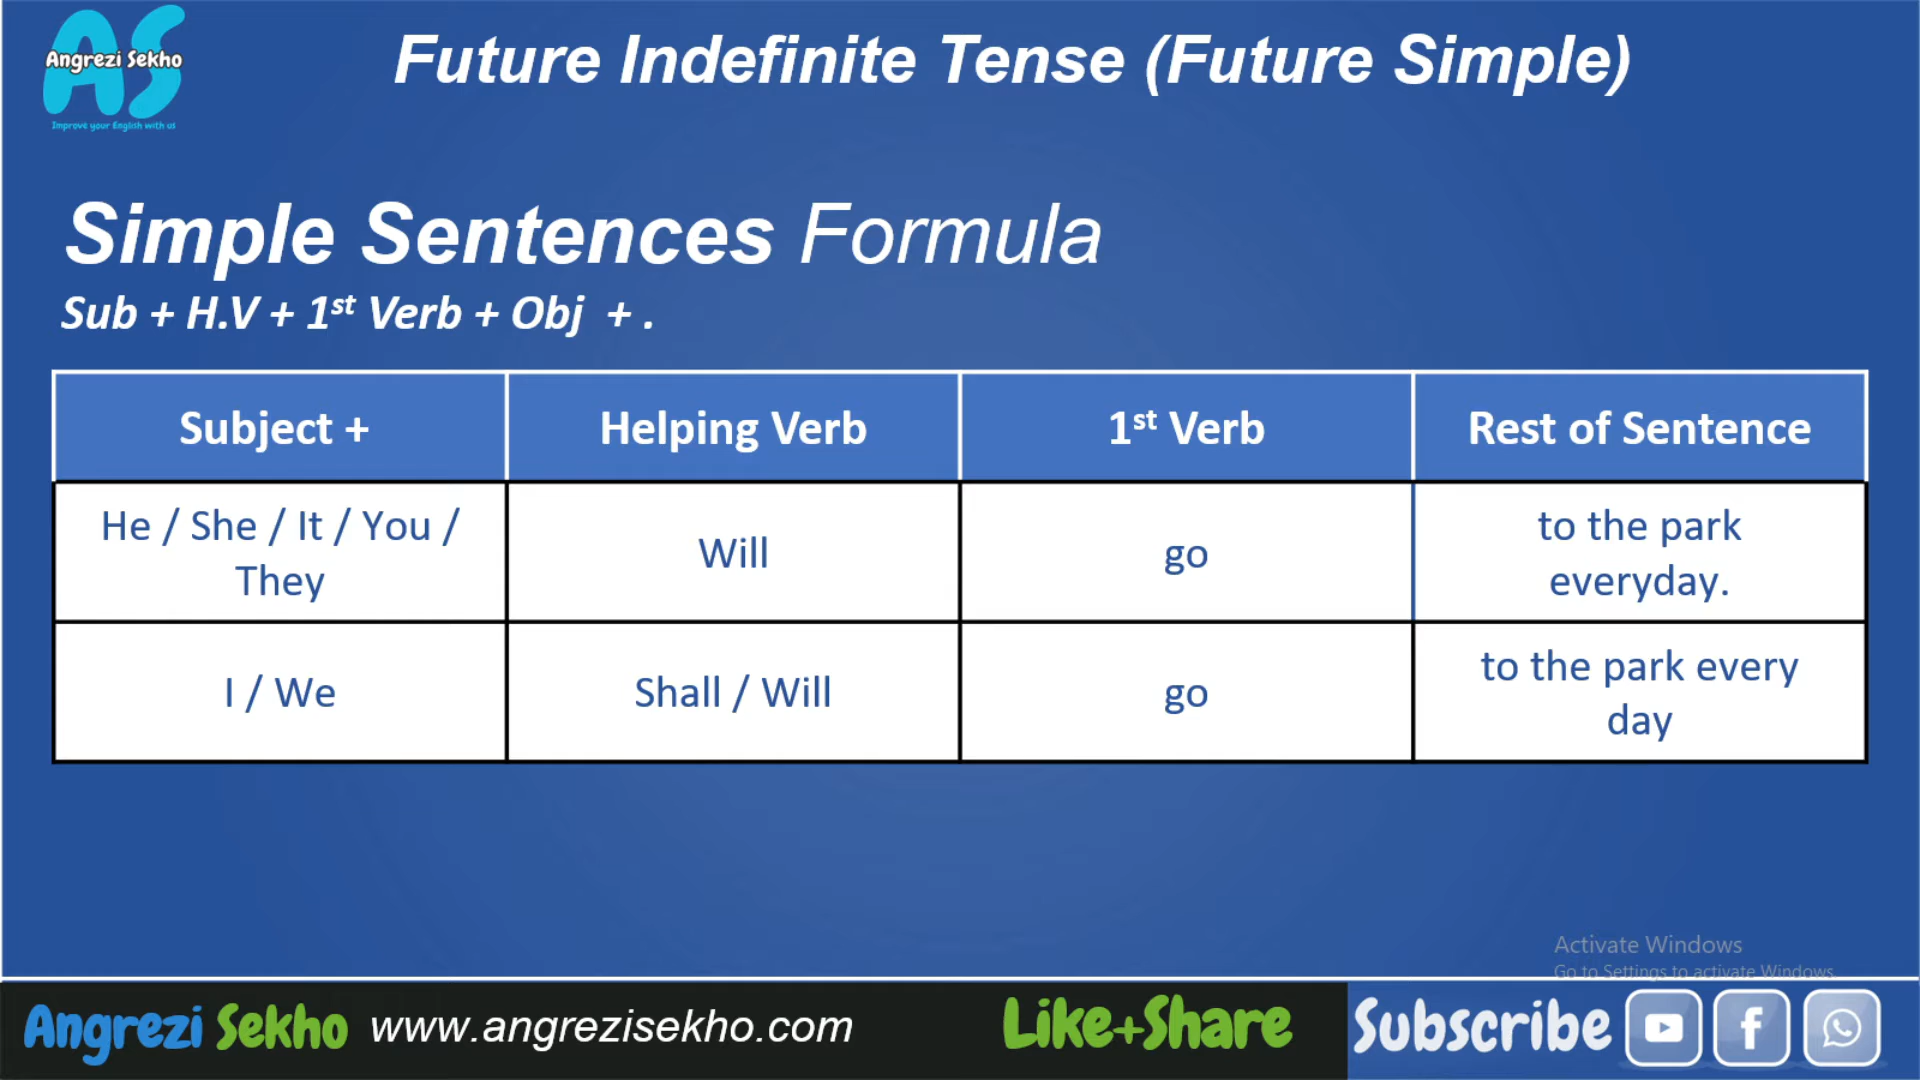 Angrezi Sekho
Improve your English with us
Future Indefinite Tense (Future Simple)
Simple Sentences Formula
Sub + H.V + 1st Verb + Obj + .
Subject +
Helping Verb
1st Verb
Rest of Sentence
He / She / It / You /
They
Will
go
to the park
everyday.
I / We
Shall / Will
go
to the park every
day
Activate Windows
Go to Settings to activate Windows.
Angrezi Sekho
www.angrezisekho.com
Like+Share
Subscribe